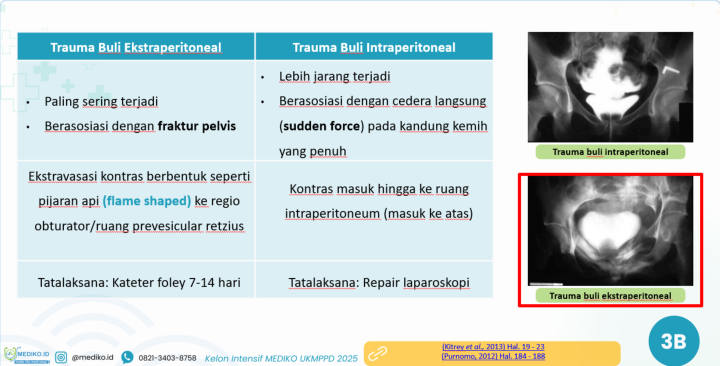 Trauma Buli Ekstraperitoneal
Trauma Buli Intraperitoneal
• Paling sering terjadi
• Berasosiasi dengan fraktur pelvis
• Lebih jarang terjadi
• Berasosiasi dengan cedera langsung
(sudden force) pada kandung kemih
yang penuh
Ekstravasasi kontras berbentuk seperti
pijaran api (flame shaped) ke regio
obturator/ruang prevesicular retzius
Kontras masuk hingga ke ruang
intraperitoneum (masuk ke atas)
Tatalaksana: Kateter foley 7-14 hari
Tatalaksana: Repair laparoskopi
Trauma buli intraperitoneal
Trauma buli ekstraperitoneal
MEDIKO.ID
@mediko.id
0821-3403-8758
Kelon Intensif MEDIKO UKMPPD 2025
(Kitrey et al., 2013) Hal. 19 - 23
(Purnomo, 2012) Hal. 184 - 188
3B